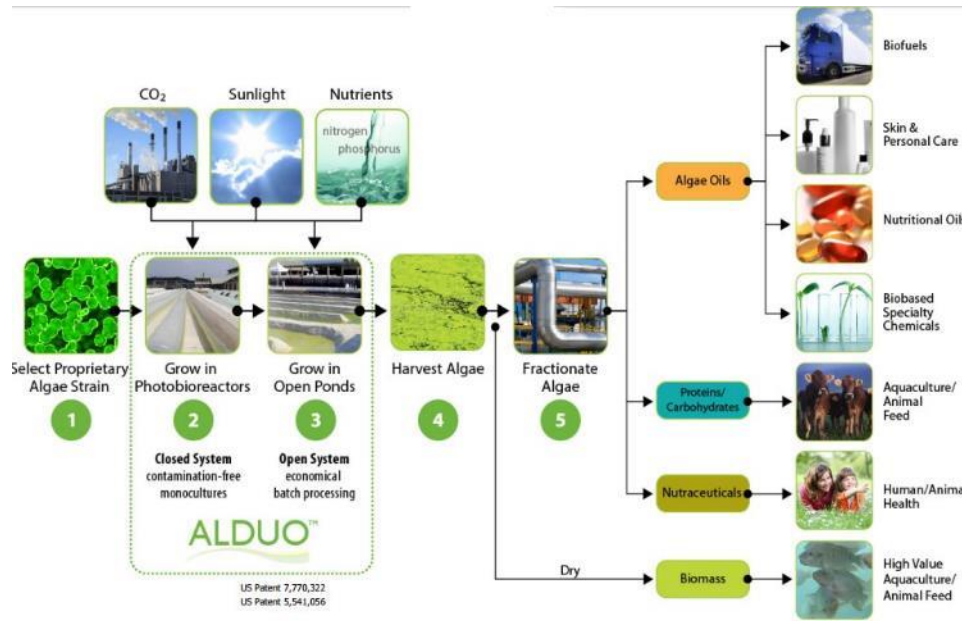 CO₂
Sunlight
Nutrients
nitrogen
phosphorus
Select Proprietary
Algae Strain
1
Grow in
Photobioreactors
2
Closed System
contamination-free
monocultures
Grow in
Open Ponds
3
Open System
economical
batch processing
ALDUO™
US Patent 7,770,322
US Patent 5,541,056
Harvest Algae
4
Fractionate
Algae
5
Algae Oils
Biofuels
Skin &
Personal Care
Nutritional Oils
Biobased
Specialty
Chemicals
Proteins/
Carbohydrates
Aquaculture/
Animal
Feed
Nutraceuticals
Human/Anima
Health
Dry
Biomass
High Value
Aquaculture/
Animal Feed